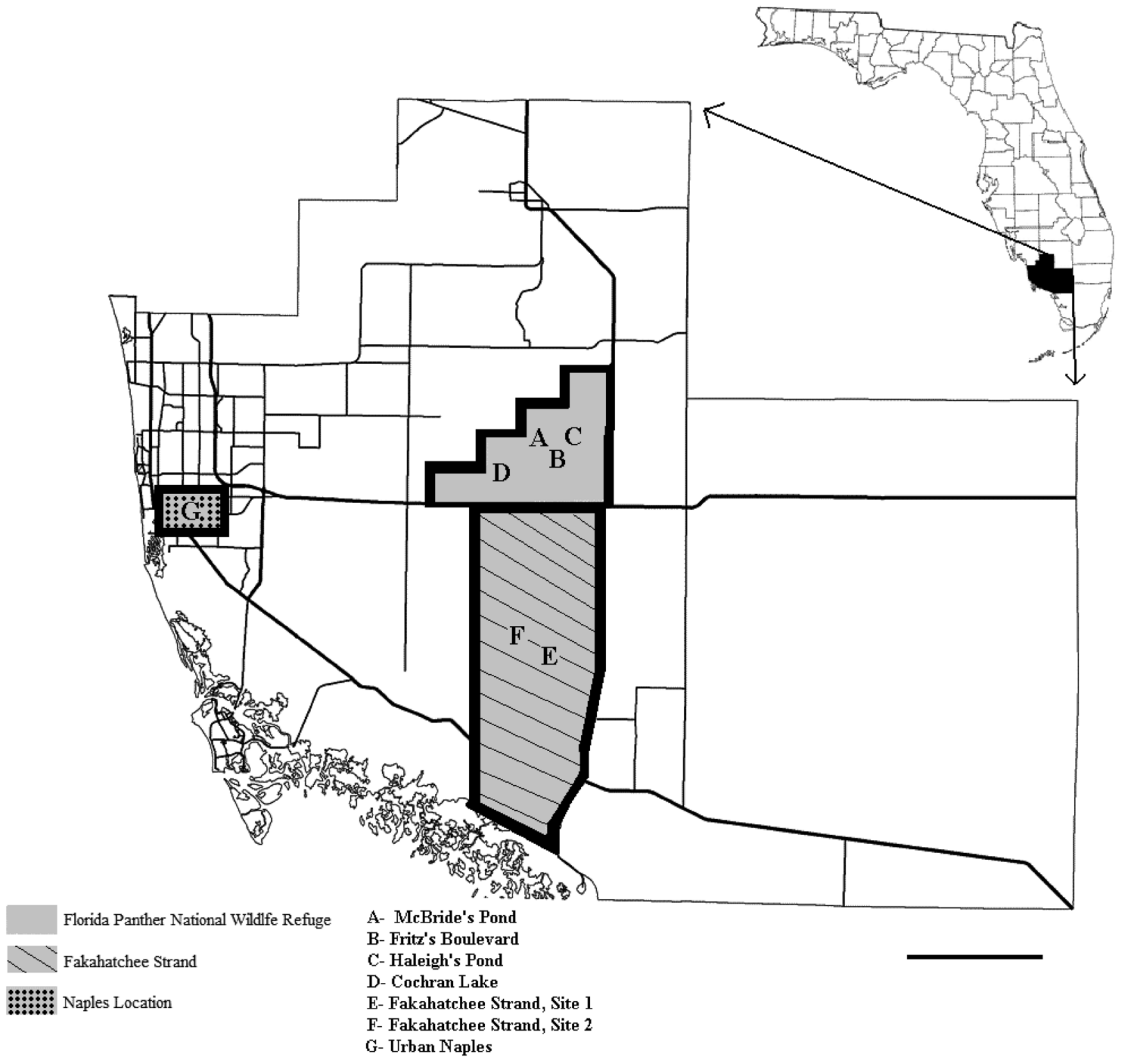 A
C
B
D
G
F
E
Florida Panther National Wildlfe Refuge
Fakahatchee Strand
Naples Location
A- McBride's Pond
B- Fritz's Boulevard
C- Haleigh's Pond
D- Cochran Lake
E- Fakahatchee Strand, Site 1
F- Fakahatchee Strand, Site 2
G- Urban Naples